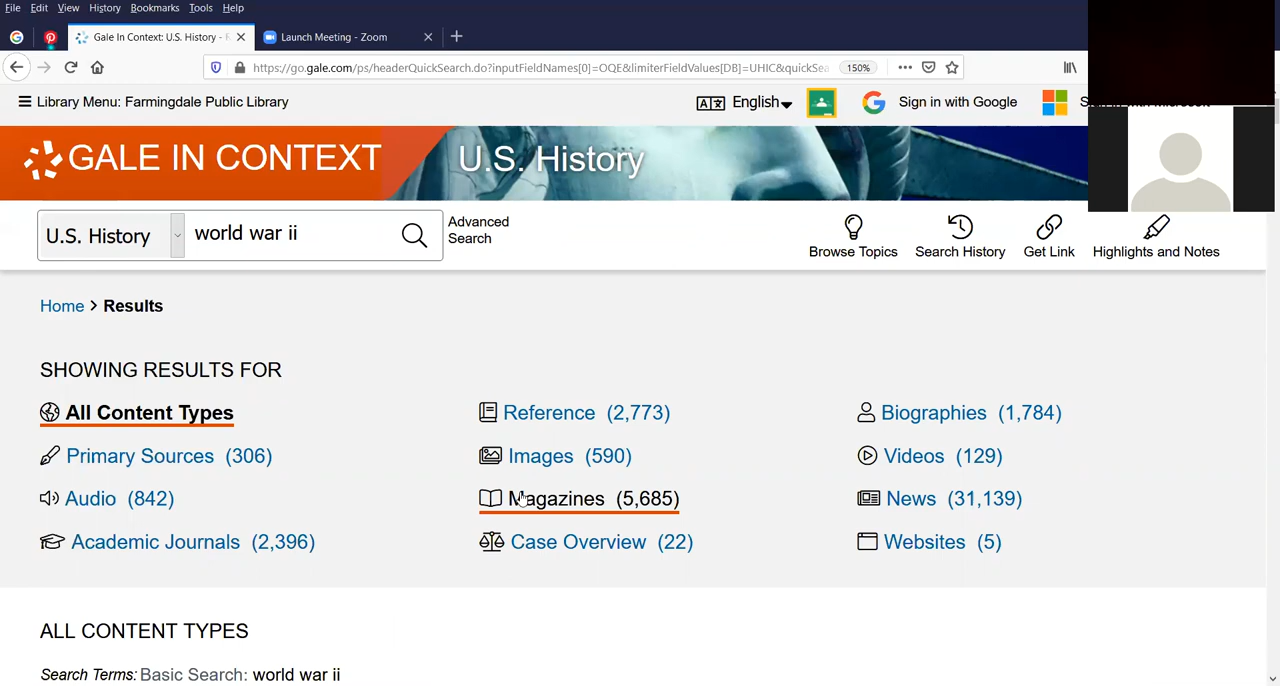 File Edit View History Bookmarks Tools Help
Gale In Context: U.S. History - Launch Meeting - Zoom
https://go.gale.com/ps/headerQuickSearch.do?inputFieldNames[0]=OQE&limiterFieldValues[DB]=UHIC&quickSea 150%
Library Menu: Farmingdale Public Library English Sign in with Google
GALE IN CONTEXT U.S. History
U.S. History world war ii Advanced Search
Browse Topics Search History Get Link Highlights and Notes
Home > Results
SHOWING RESULTS FOR
All Content Types Reference (2,773) Biographies (1,784)
Primary Sources (306) Images (590) Videos (129)
Audio (842) Magazines (5,685) News (31,139)
Academic Journals (2,396) Case Overview (22) Websites (5)
ALL CONTENT TYPES
Search Terms: Basic Search: world war ii